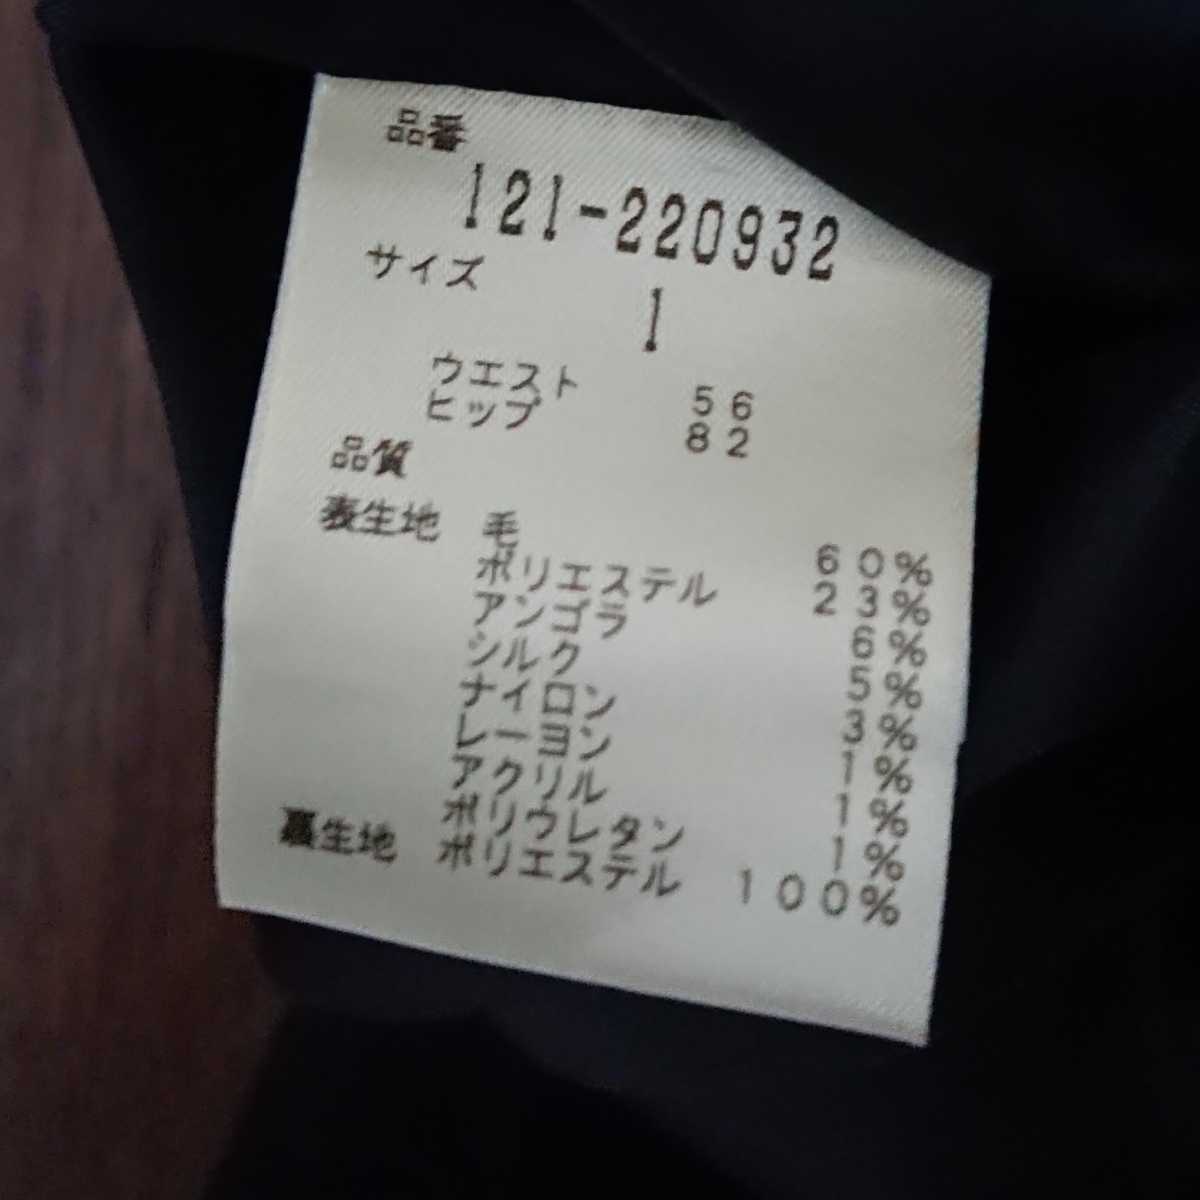 品番
121-220932
サイズ
1
ウエスト 56
ヒップ 82
品質
表生地 毛 60%
ポリエステル 23%
アンゴラ 6%
シルク 5%
ナイロン 3%
レーヨン 1%
アクリル 1%
ポリウレタン 1%
裏生地 ポリエステル 100%